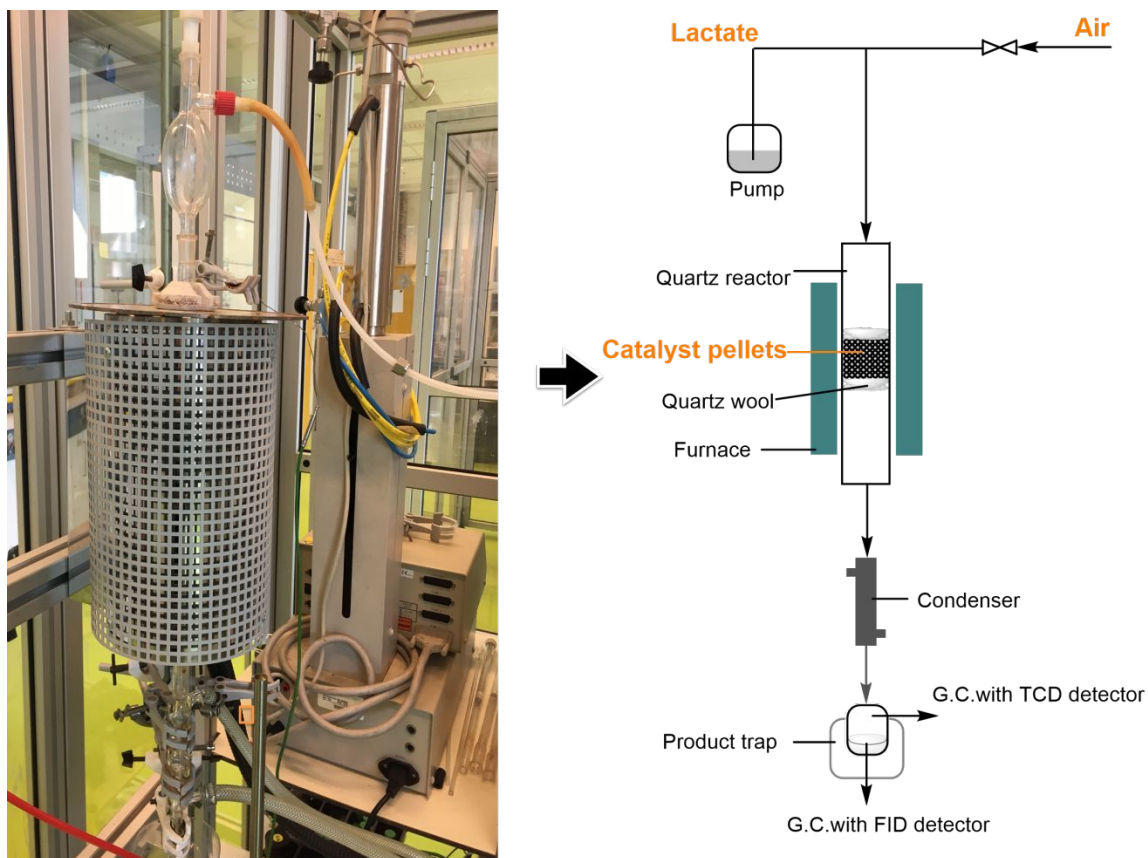 Lactate
Air
Pump
Quartz reactor
Catalyst pellets
Quartz wool
Furnace
Condenser
G.C.with TCD detector
Product trap
G.C.with FID detector